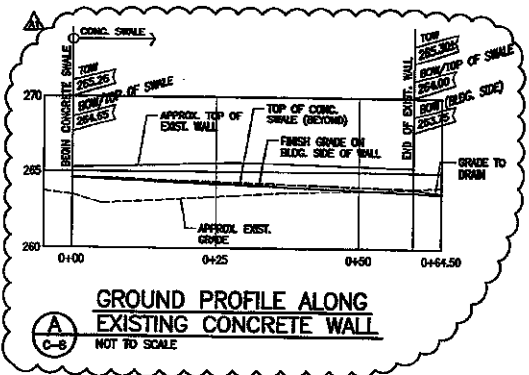 A1
CONC. SWALE
BEGIN CONCRETE SWALE
TOW
265.25
BOW/TOP OF SWALE
264.65
END OF EXIST. WALL
TOW
265.30±
BOW/TOP OF SWALE
264.00
BOW (BLDG. SIDE)
263.75
270
265
260
APPROX. TOP OF
EXIST. WALL
TOP OF CONC.
SWALE (BEYOND)
FINISH GRADE ON
BLDG. SIDE OF WALL
GRADE TO
DRAIN
APPROX. EXIST.
GRADE
0+00
0+25
0+50
0+64.50
A
C-8
GROUND PROFILE ALONG
EXISTING CONCRETE WALL
NOT TO SCALE